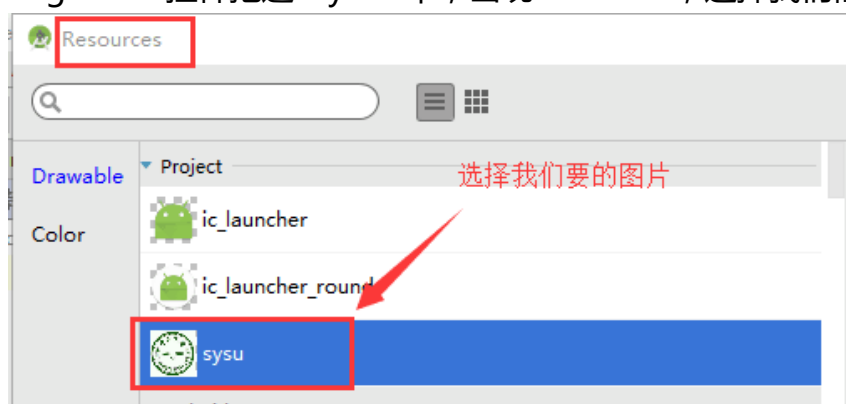 Resources
Drawable
Project
选择我们要的图片
Color
ic_launcher
ic_launcher_round
sysu